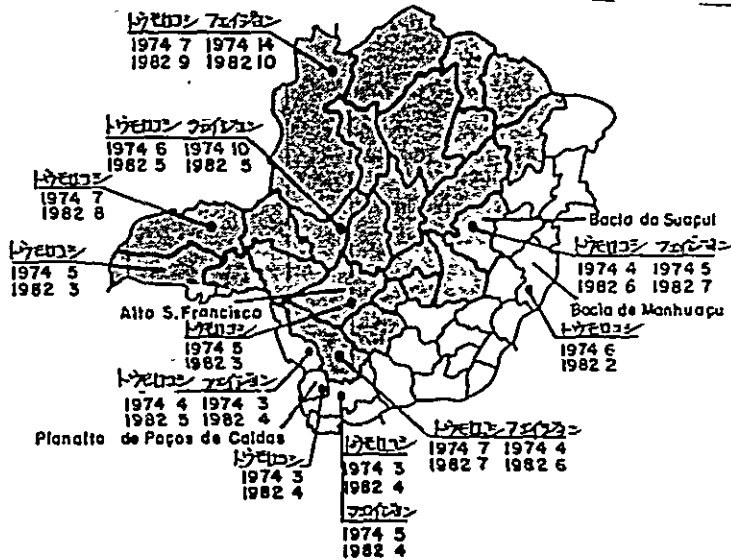 トウモロコシ フェイジョン
1974 7 1974 14
1982 9 1982 10
トウモロコシ フェイジョン
1974 6 1974 10
1982 5 1982 5
トウモロコシ
1974 7
1982 8
トウモロコシ
1974 5
1982 3
Bacia do Suaçuí
トウモロコシ フェイジョン
1974 4 1974 5
1982 6 1982 7
Bacia de Manhuaçu
トウモロコシ
1974 6
1982 2
Alto S. Francisco
トウモロコシ
1974 5
1982 3
トウモロコシ フェイジョン
1974 4 1974 3
1982 5 1982 4
Planalto de Poços de Caldas
トウモロコシ
1974 3
1982 4
トウモロコシ
1974 3
1982 4
フェイジョン
1974 5
1982 4
トウモロコシ フェイジョン
1974 7 1974 4
1982 7 1982 6